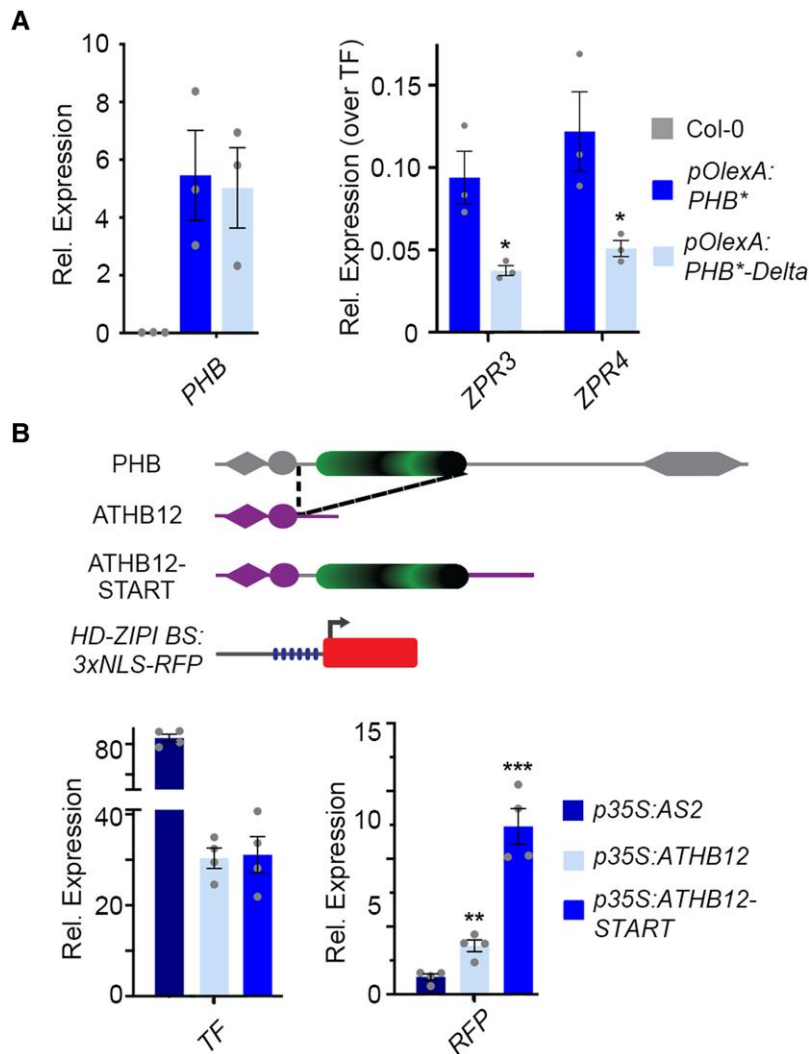 A
Rel. Expression
10
8
6
4
2
0
PHB
Rel. Expression (over TF)
0.15
0.10
0.05
0
*
*
ZPR3
ZPR4
Col-0
pOlexA:
PHB*
pOlexA:
PHB*-Delta
B
PHB
ATHB12
ATHB12-
START
HD-ZIPI BS:
3xNLS-RFP
Rel. Expression
80
40
20
0
TF
Rel. Expression
15
10
5
0
**
***
RFP
p35S:AS2
p35S:ATHB12
p35S:ATHB12-
START